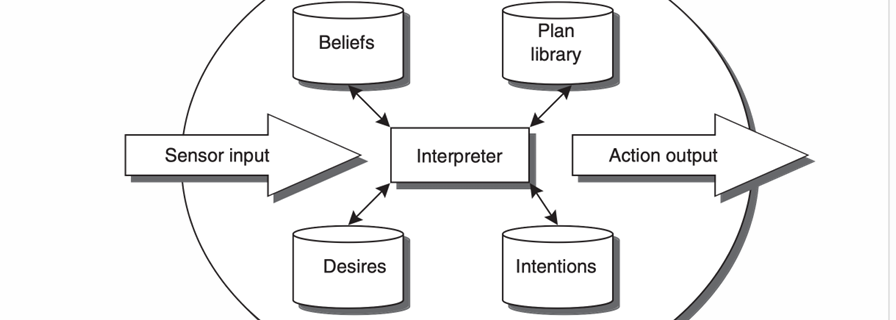 Beliefs
Plan
library
Sensor input
Interpreter
Action output
Desires
Intentions